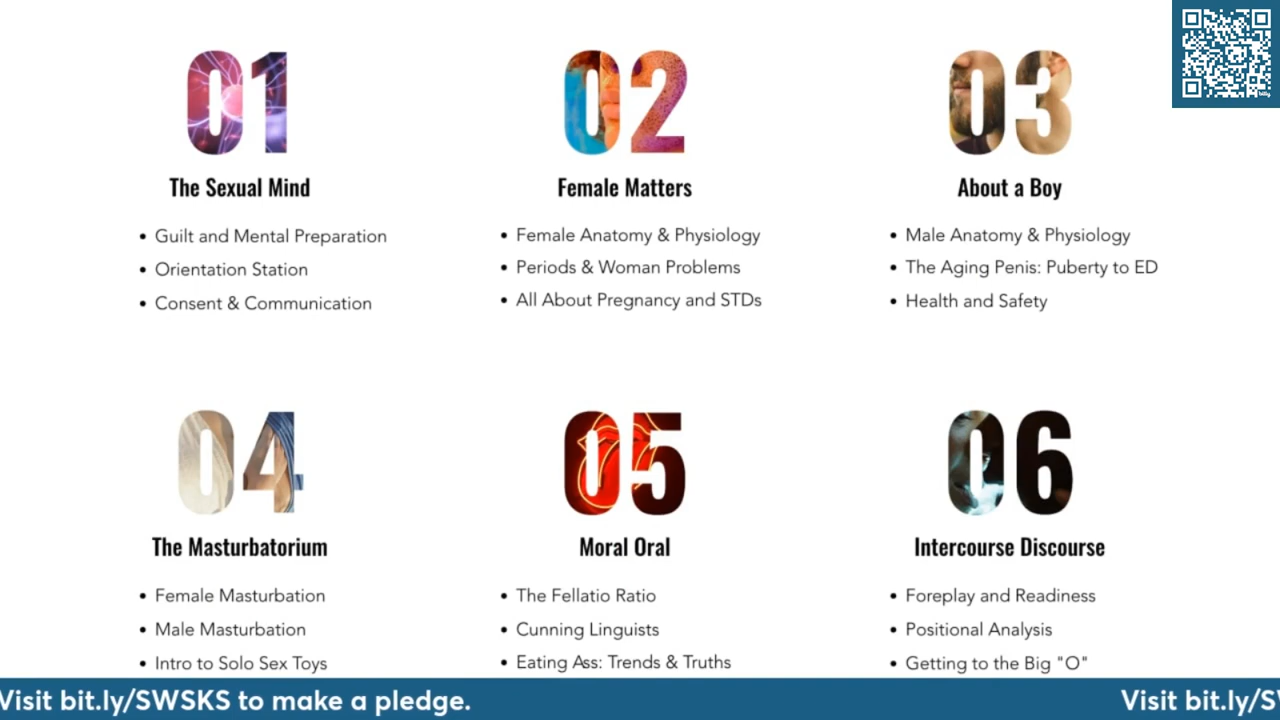 01
The Sexual Mind
• Guilt and Mental Preparation
• Orientation Station
• Consent & Communication
02
Female Matters
• Female Anatomy & Physiology
• Periods & Woman Problems
• All About Pregnancy and STDs
03
About a Boy
• Male Anatomy & Physiology
• The Aging Penis: Puberty to ED
• Health and Safety
04
The Masturbatorium
• Female Masturbation
• Male Masturbation
• Intro to Solo Sex Toys
05
Moral Oral
• The Fellatio Ratio
• Cunning Linguists
• Eating Ass: Trends & Truths
06
Intercourse Discourse
• Foreplay and Readiness
• Positional Analysis
• Getting to the Big "O"
Visit bit.ly/SWSKS to make a pledge.
Visit bit.ly/S